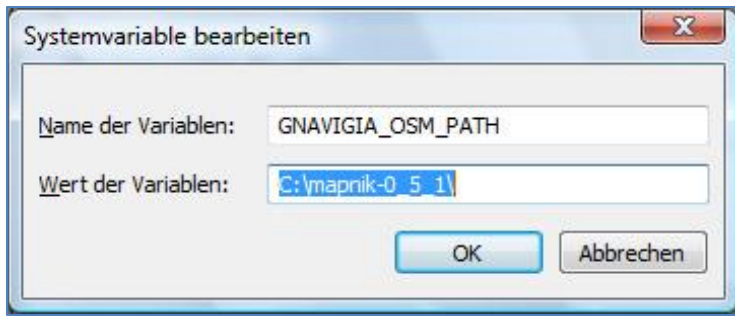 Systemvariable bearbeiten
Name der Variablen: GNAVIGIA_OSM_PATH
Wert der Variablen: C:\mapnik-0_5_1\
OK Abbrechen